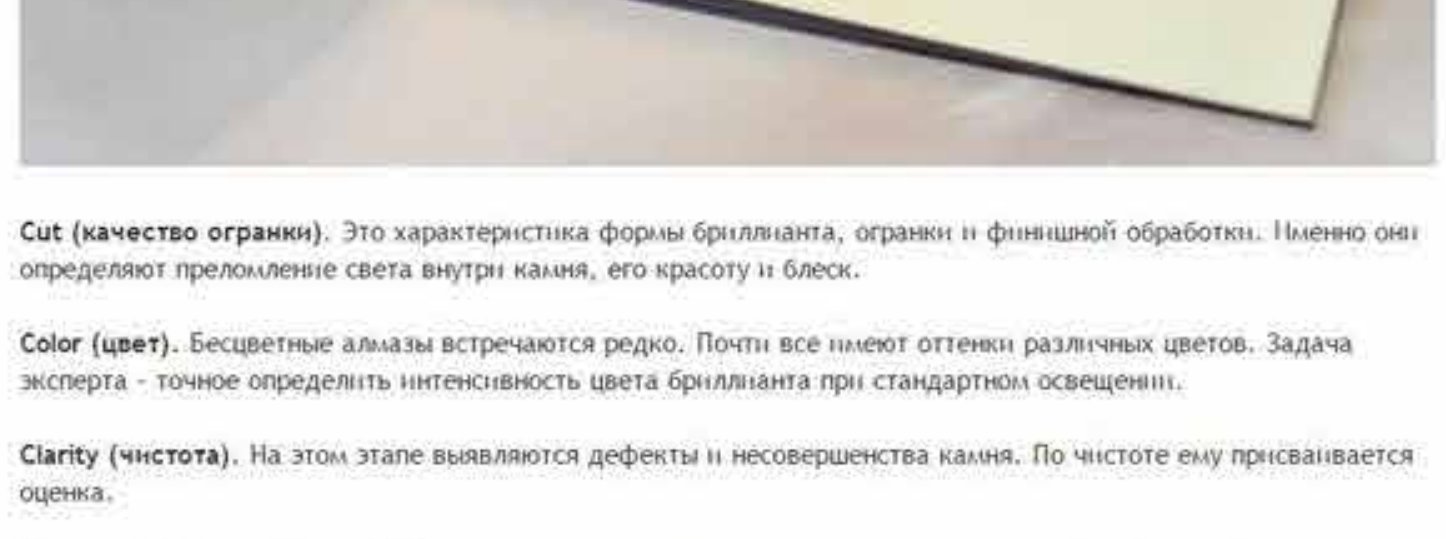 Cut (качество огранки). Это характеристика формы бриллианта, огранки и финишной обработки. Именно они
определяют преломление света внутри камня, его красоту и блеск.
Color (цвет). Бесцветные алмазы встречаются редко. Почти все имеют оттенки различных цветов. Задача
эксперта - точное определить интенсивность цвета бриллианта при стандартном освещении.
Clarity (чистота). На этом этапе выявляются дефекты и несовершенства камня. По чистоте ему присваивается
оценка.